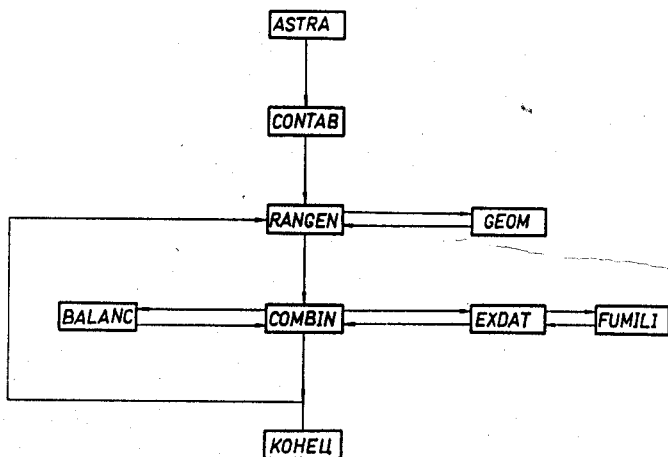 ASTRA
CONTAB
RANGEN
GEOM
BALANC
COMBIN
EXDAT
FUMILI
КОНЕЦ